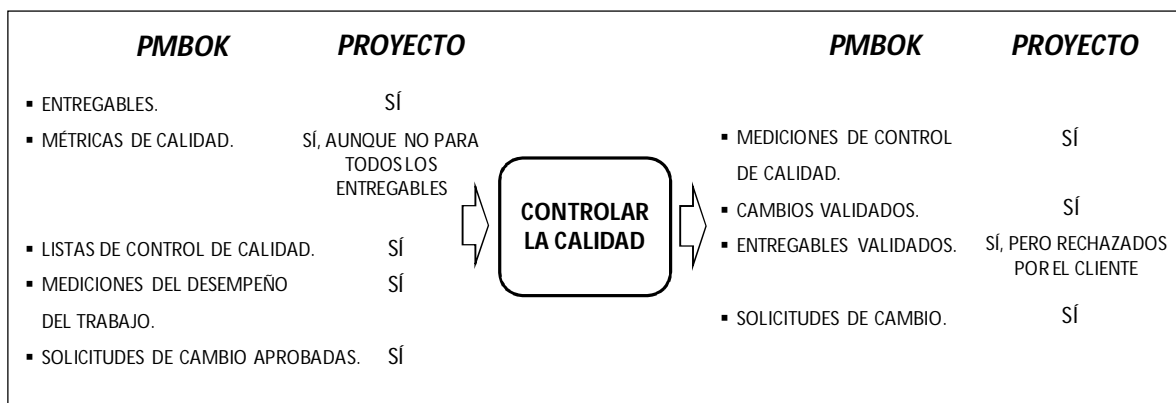 PMBOK PROYECTO
▪ ENTREGABLES. SÍ
▪ MÉTRICAS DE CALIDAD. SÍ, AUNQUE NO PARA
TODOS LOS
ENTREGABLES
▪ LISTAS DE CONTROL DE CALIDAD. SÍ
▪ MEDICIONES DEL DESEMPEÑO SÍ
DEL TRABAJO.
▪ SOLICITUDES DE CAMBIO APROBADAS. SÍ
CONTROLAR
LA CALIDAD
PMBOK PROYECTO
▪ MEDICIONES DE CONTROL SÍ
DE CALIDAD.
▪ CAMBIOS VALIDADOS. SÍ
▪ ENTREGABLES VALIDADOS. SÍ, PERO RECHAZADOS
POR EL CLIENTE
▪ SOLICITUDES DE CAMBIO. SÍ